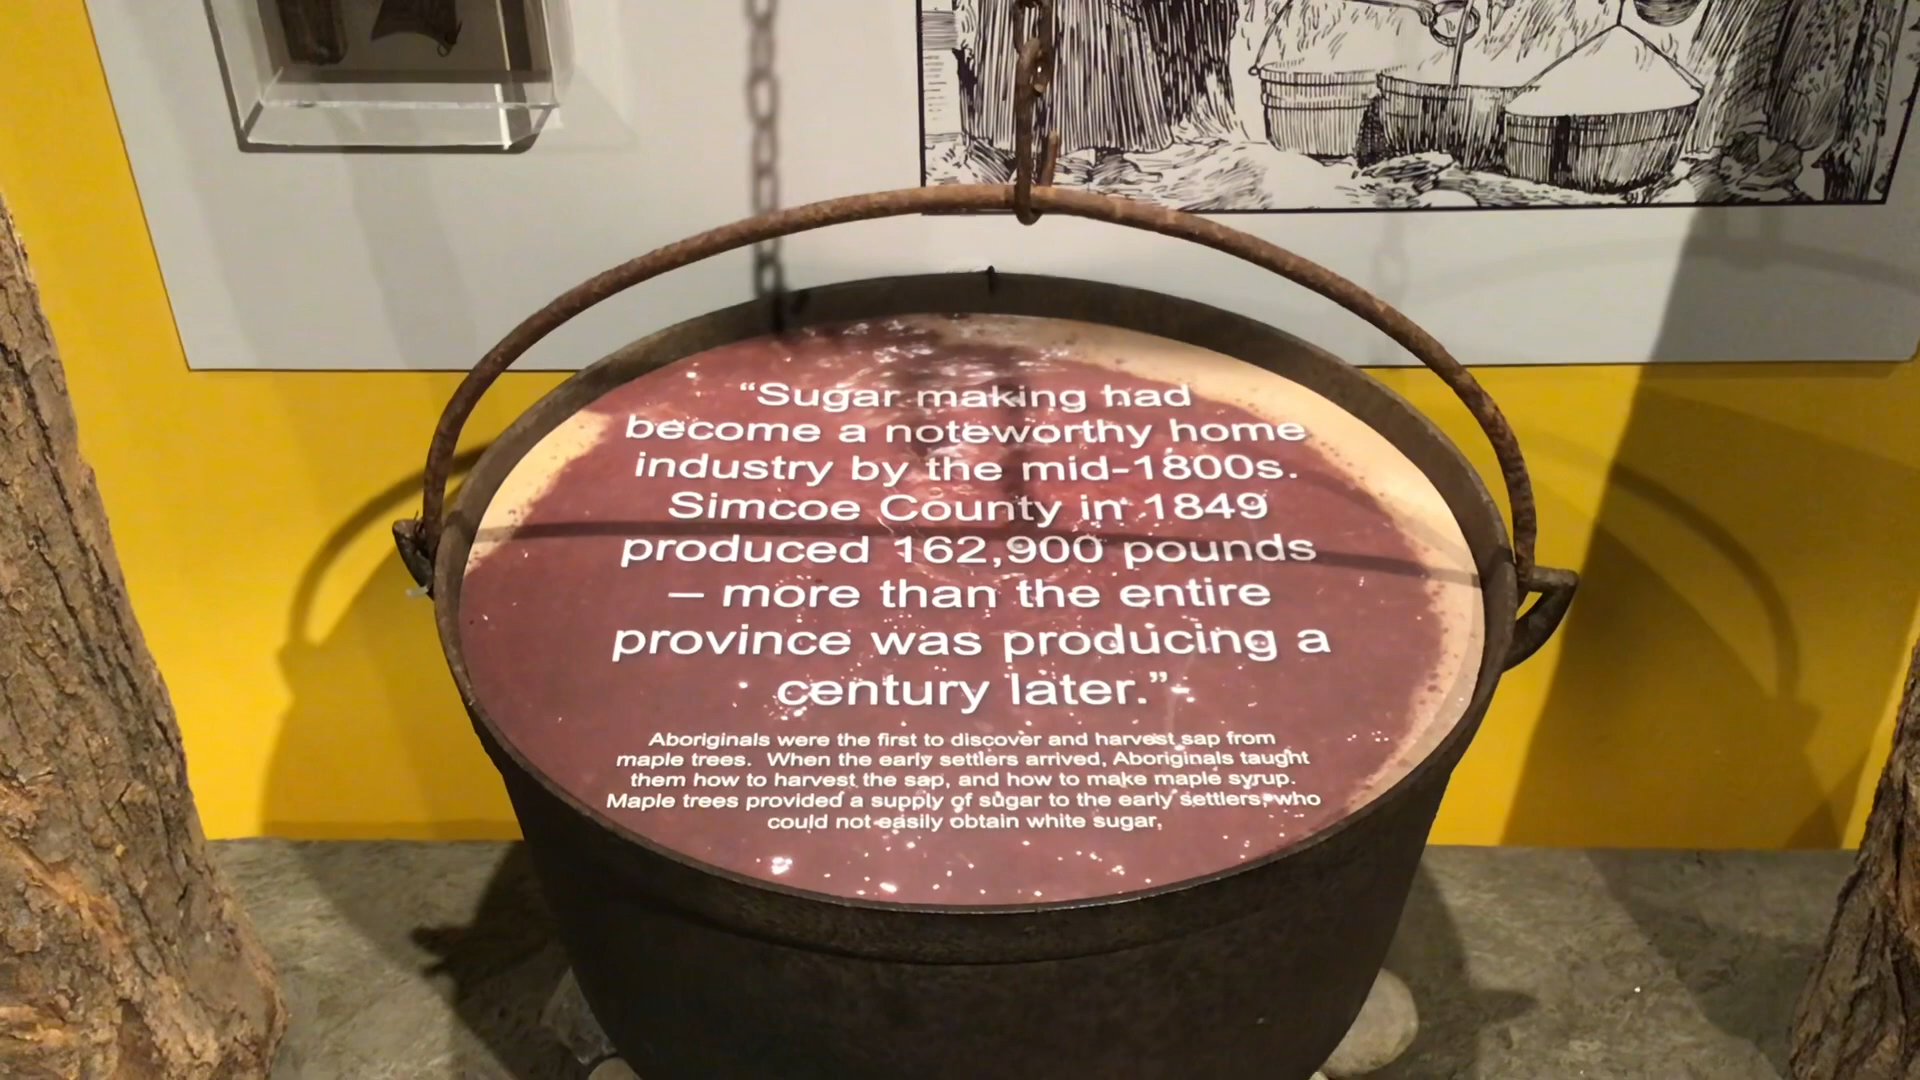 “Sugar making had
become a noteworthy home
industry by the mid-1800s.
Simcoe County in 1849
produced 162,900 pounds
– more than the entire
province was producing a
century later.”
Aboriginals were the first to discover and harvest sap from
maple trees. When the early settlers arrived, Aboriginals taught
them how to harvest the sap, and how to make maple syrup.
Maple trees provided a supply of sugar to the early settlers, who
could not easily obtain white sugar.